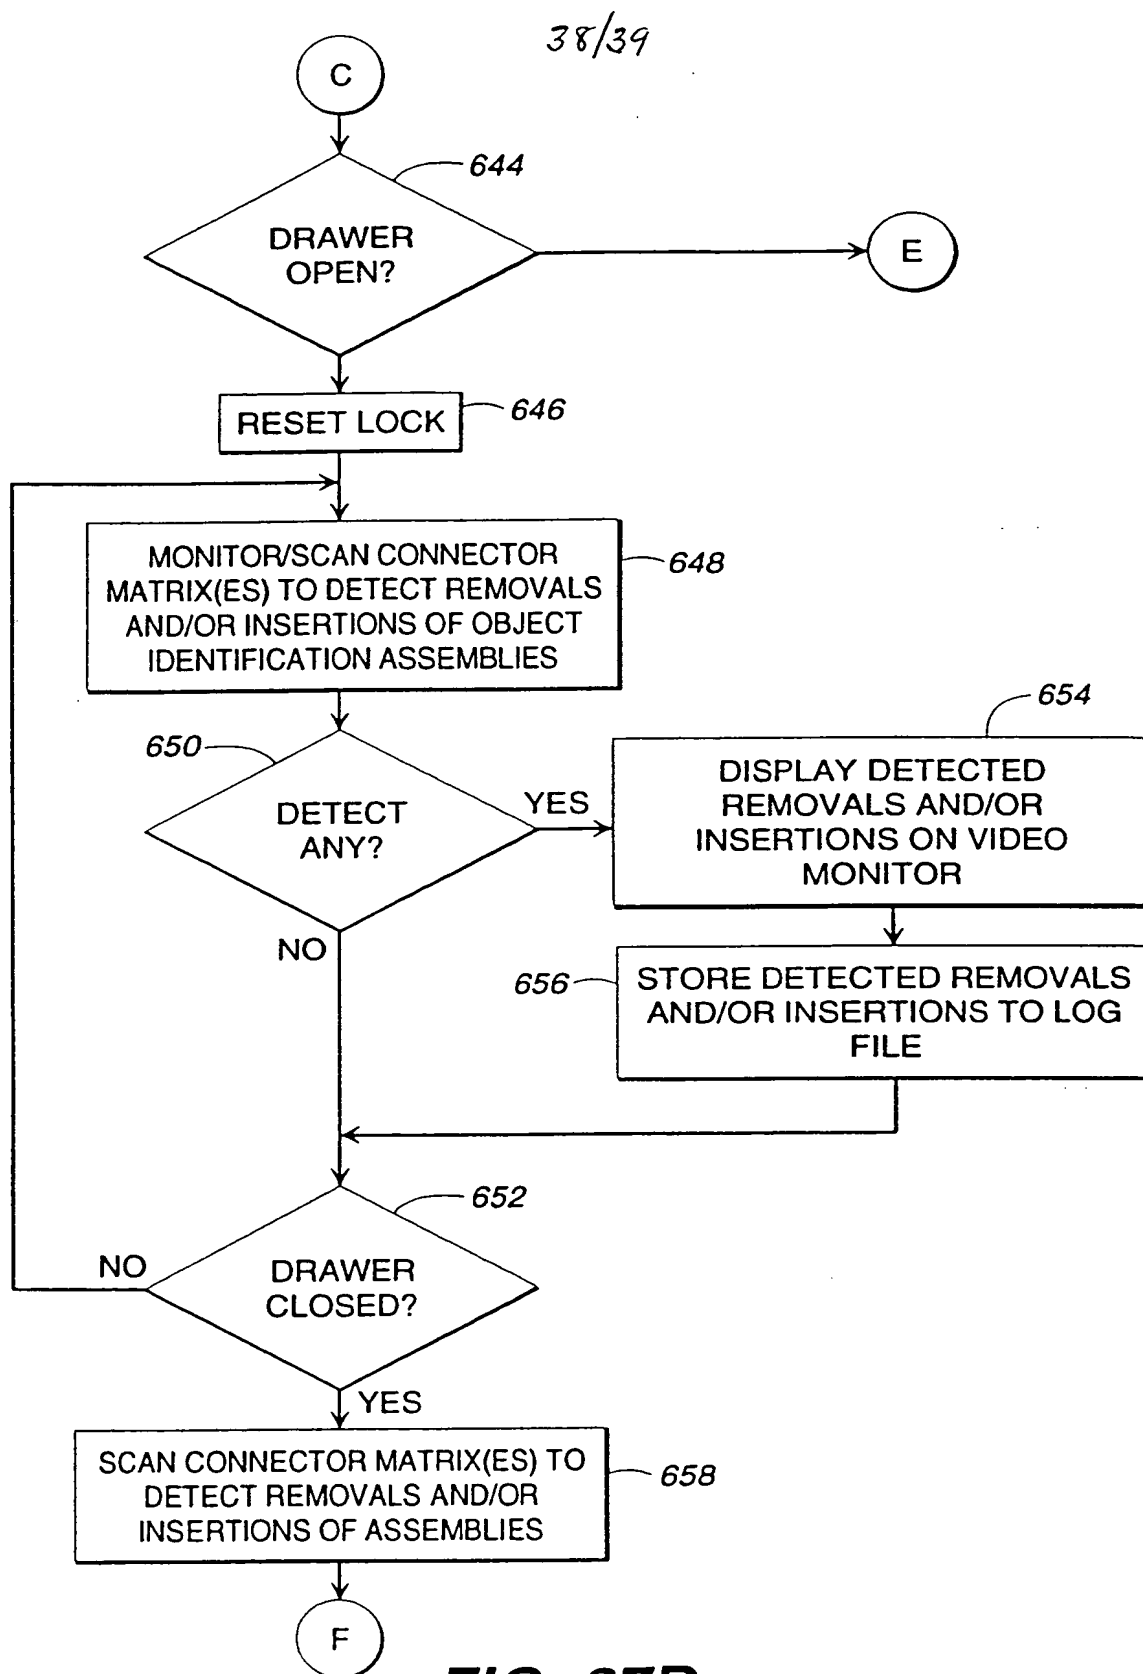 38/39
C
644
DRAWER
OPEN?
E
RESET LOCK
646
MONITOR/SCAN CONNECTOR
MATRIX(ES) TO DETECT REMOVALS
AND/OR INSERTIONS OF OBJECT
IDENTIFICATION ASSEMBLIES
648
650
DETECT
ANY?
YES
NO
654
DISPLAY DETECTED
REMOVALS AND/OR
INSERTIONS ON VIDEO
MONITOR
656
STORE DETECTED REMOVALS
AND/OR INSERTIONS TO LOG
FILE
652
DRAWER
CLOSED?
NO
YES
SCAN CONNECTOR MATRIX(ES) TO
DETECT REMOVALS AND/OR
INSERTIONS OF ASSEMBLIES
658
F